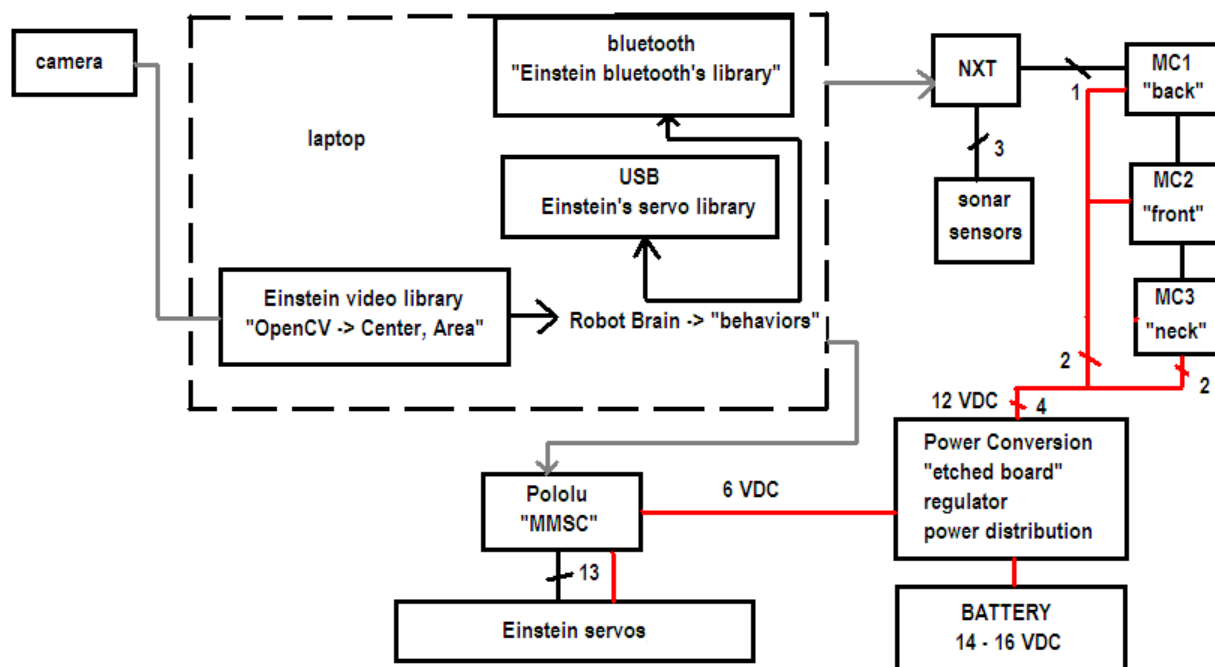 camera
bluetooth
"Einstein bluetooth's library"
laptop
USB
Einstein's servo library
Einstein video library
"OpenCV -> Center, Area"
Robot Brain -> "behaviors"
NXT
1
MC1
"back"
3
sonar
sensors
MC2
"front"
MC3
"neck"
2
2
12 VDC
4
Power Conversion
"etched board"
regulator
power distribution
6 VDC
Pololu
"MMSC"
13
Einstein servos
BATTERY
14 - 16 VDC